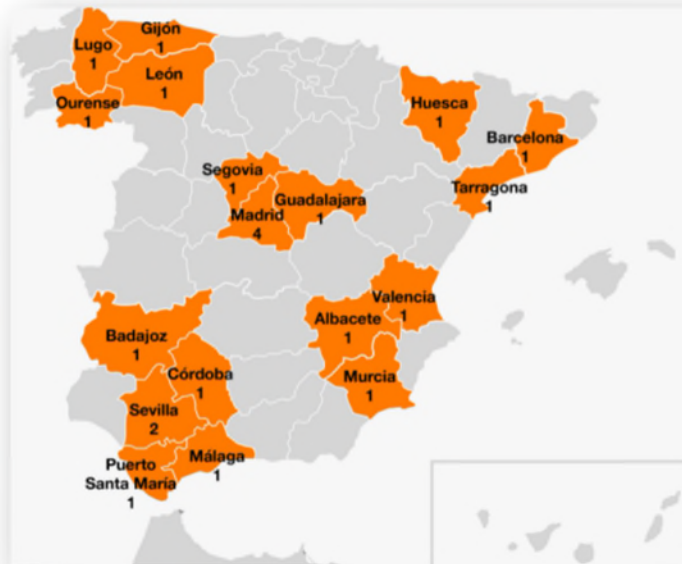 Gijón
1
Lugo
1
León
1
Ourense
1
Huesca
1
Barcelona
1
Tarragona
1
Segovia
1
Guadalajara
1
Madrid
4
Valencia
1
Albacete
1
Murcia
1
Badajoz
1
Córdoba
1
Sevilla
2
Málaga
1
Puerto
Santa María
1